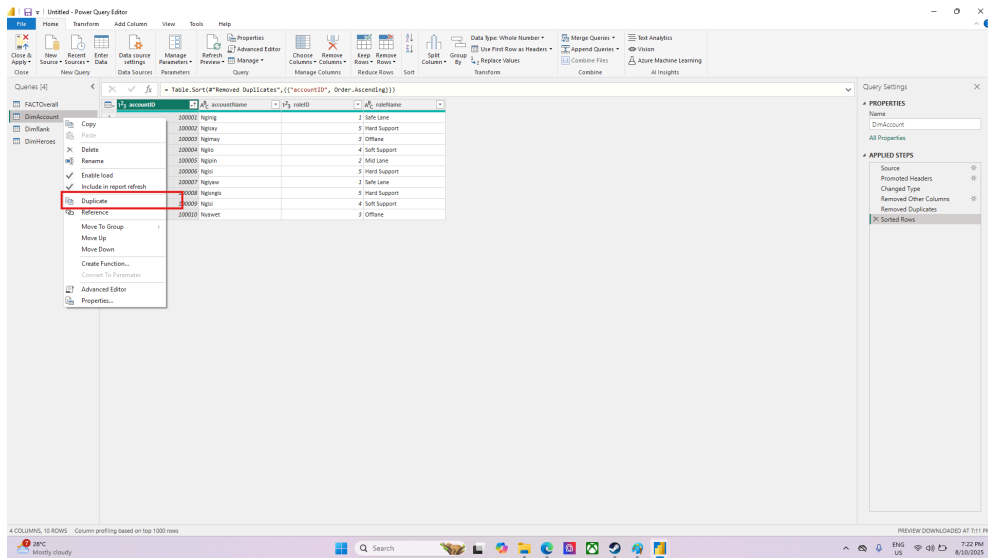 Untitled - Power Query Editor
File Home Transform Add Column View Tools Help
Close & Apply
New Source
Recent Sources
Enter Data
Data source settings
Manage Parameters
Refresh Preview
Properties
Advanced Editor
Manage
Choose Columns
Remove Columns
Keep Rows
Remove Rows
Split Column
Group By
Data Type: Whole Number
Use First Row as Headers
Replace Values
Merge Queries
Append Queries
Combine Files
Text Analytics
Vision
Azure Machine Learning
Close New Query Data Sources Parameters Query Manage Columns Reduce Rows Sort Transform Combine AI Insights
Queries [4]
FACTOverall
DimAccount
DimRank
DimHeroes
= Table.Sort(#"Removed Duplicates",{{"accountID", Order.Ascending}})
accountID accountName roleID roleName
100001 Nginig 1 Safe Lane
100002 Ngisay 5 Hard Support
100003 Ngimay 3 Offlane
100004 Ngilo 4 Soft Support
100005 Ngipin 2 Mid Lane
100006 Ngisi 5 Hard Support
100007 Ngiyaw 1 Safe Lane
100008 Ngisngis 5 Hard Support
100009 Ngisi 4 Soft Support
100010 Nyawet 3 Offlane
Copy
Paste
Delete
Rename
Enable load
Include in report refresh
Duplicate
Reference
Move To Group
Move Up
Move Down
Create Function...
Convert To Parameter
Advanced Editor
Properties...
Query Settings
PROPERTIES
Name
DimAccount
All Properties
APPLIED STEPS
Source
Promoted Headers
Changed Type
Removed Other Columns
Removed Duplicates
Sorted Rows
4 COLUMNS, 10 ROWS Column profiling based on top 1000 rows
PREVIEW DOWNLOADED AT 7:11 PM
28°C
Mostly cloudy
Search
ENG
US
7:22 PM
8/10/2025